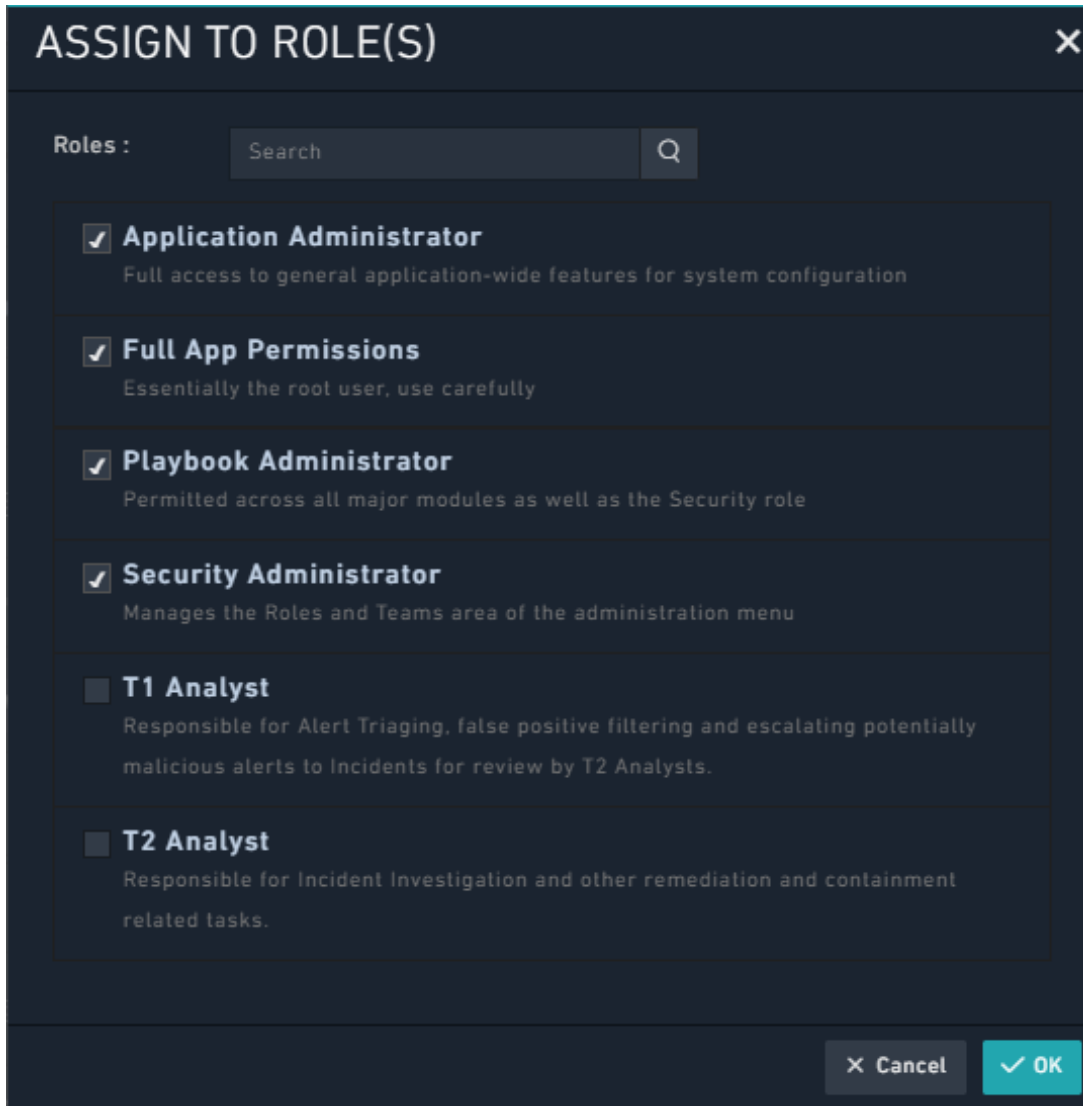 ASSIGN TO ROLE(S)
Roles :
Search
Application Administrator
Full access to general application-wide features for system configuration
Full App Permissions
Essentially the root user, use carefully
Playbook Administrator
Permitted across all major modules as well as the Security role
Security Administrator
Manages the Roles and Teams area of the administration menu
T1 Analyst
Responsible for Alert Triaging, false positive filtering and escalating potentially
malicious alerts to Incidents for review by T2 Analysts.
T2 Analyst
Responsible for Incident Investigation and other remediation and containment
related tasks.
Cancel
OK